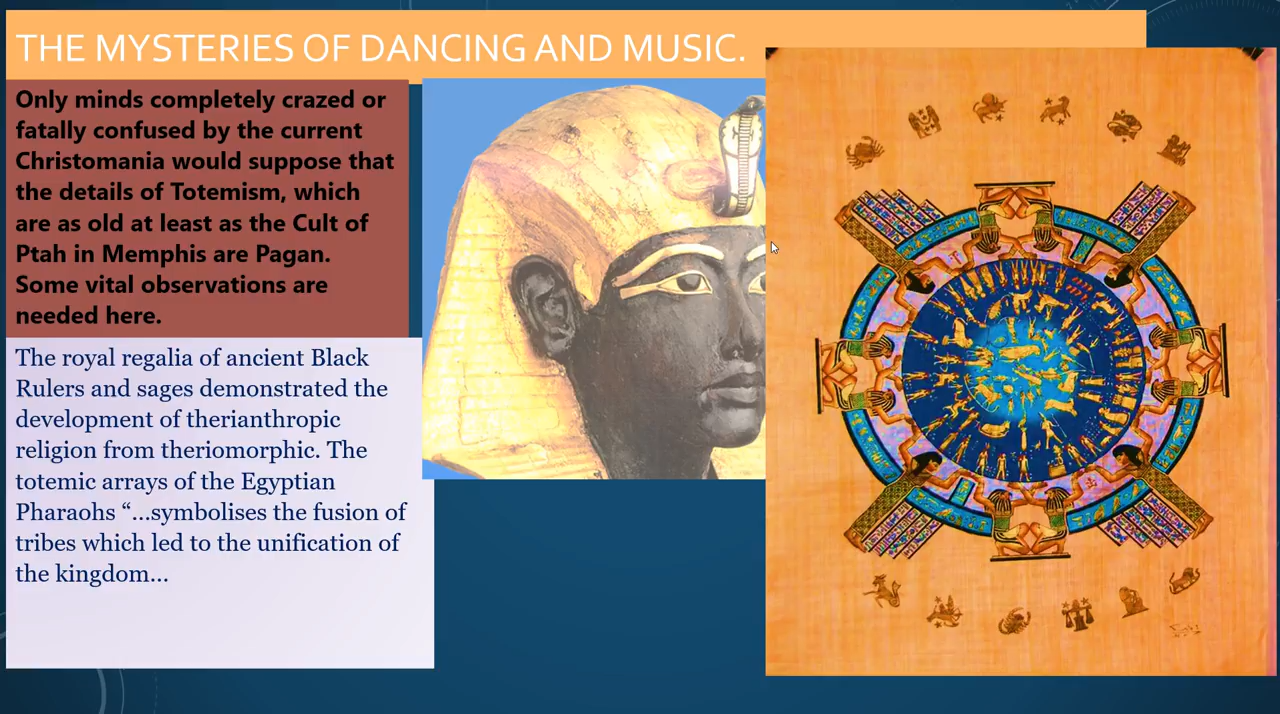 THE MYSTERIES OF DANCING AND MUSIC.
Only minds completely crazed or
fatally confused by the current
Christomania would suppose that
the details of Totemism, which
are as old at least as the Cult of
Ptah in Memphis are Pagan.
Some vital observations are
needed here.
The royal regalia of ancient Black
Rulers and sages demonstrated the
development of therianthropic
religion from theriomorphic. The
totemic arrays of the Egyptian
Pharaohs “...symbolises the fusion of
tribes which led to the unification of
the kingdom...